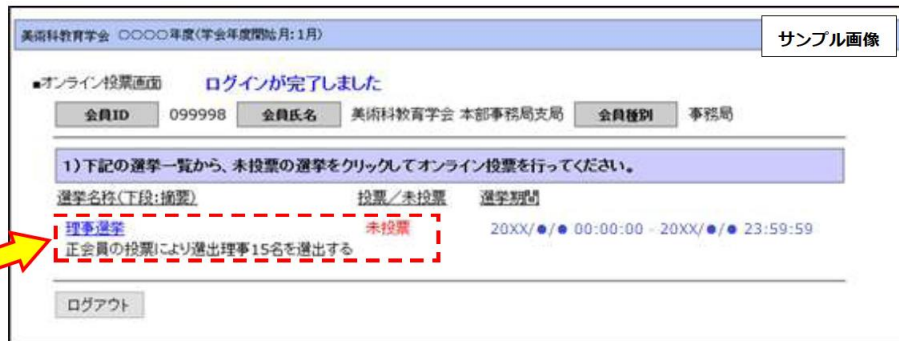 美術科教育学会 〇〇〇〇年度(学会年度開始月:1月)
サンプル画像
■オンライン投票画面 ログインが完了しました
会員ID 099998 会員氏名 美術科教育学会 本部事務局支局 会員種別 事務局
1)下記の選挙一覧から、未投票の選挙をクリックしてオンライン投票を行ってください。
選挙名称(下段:摘要) 投票/未投票 選挙期間
理事選挙 未投票 20XX/●/● 00:00:00 - 20XX/●/● 23:59:59
正会員の投票により選出理事15名を選出する
ログアウト